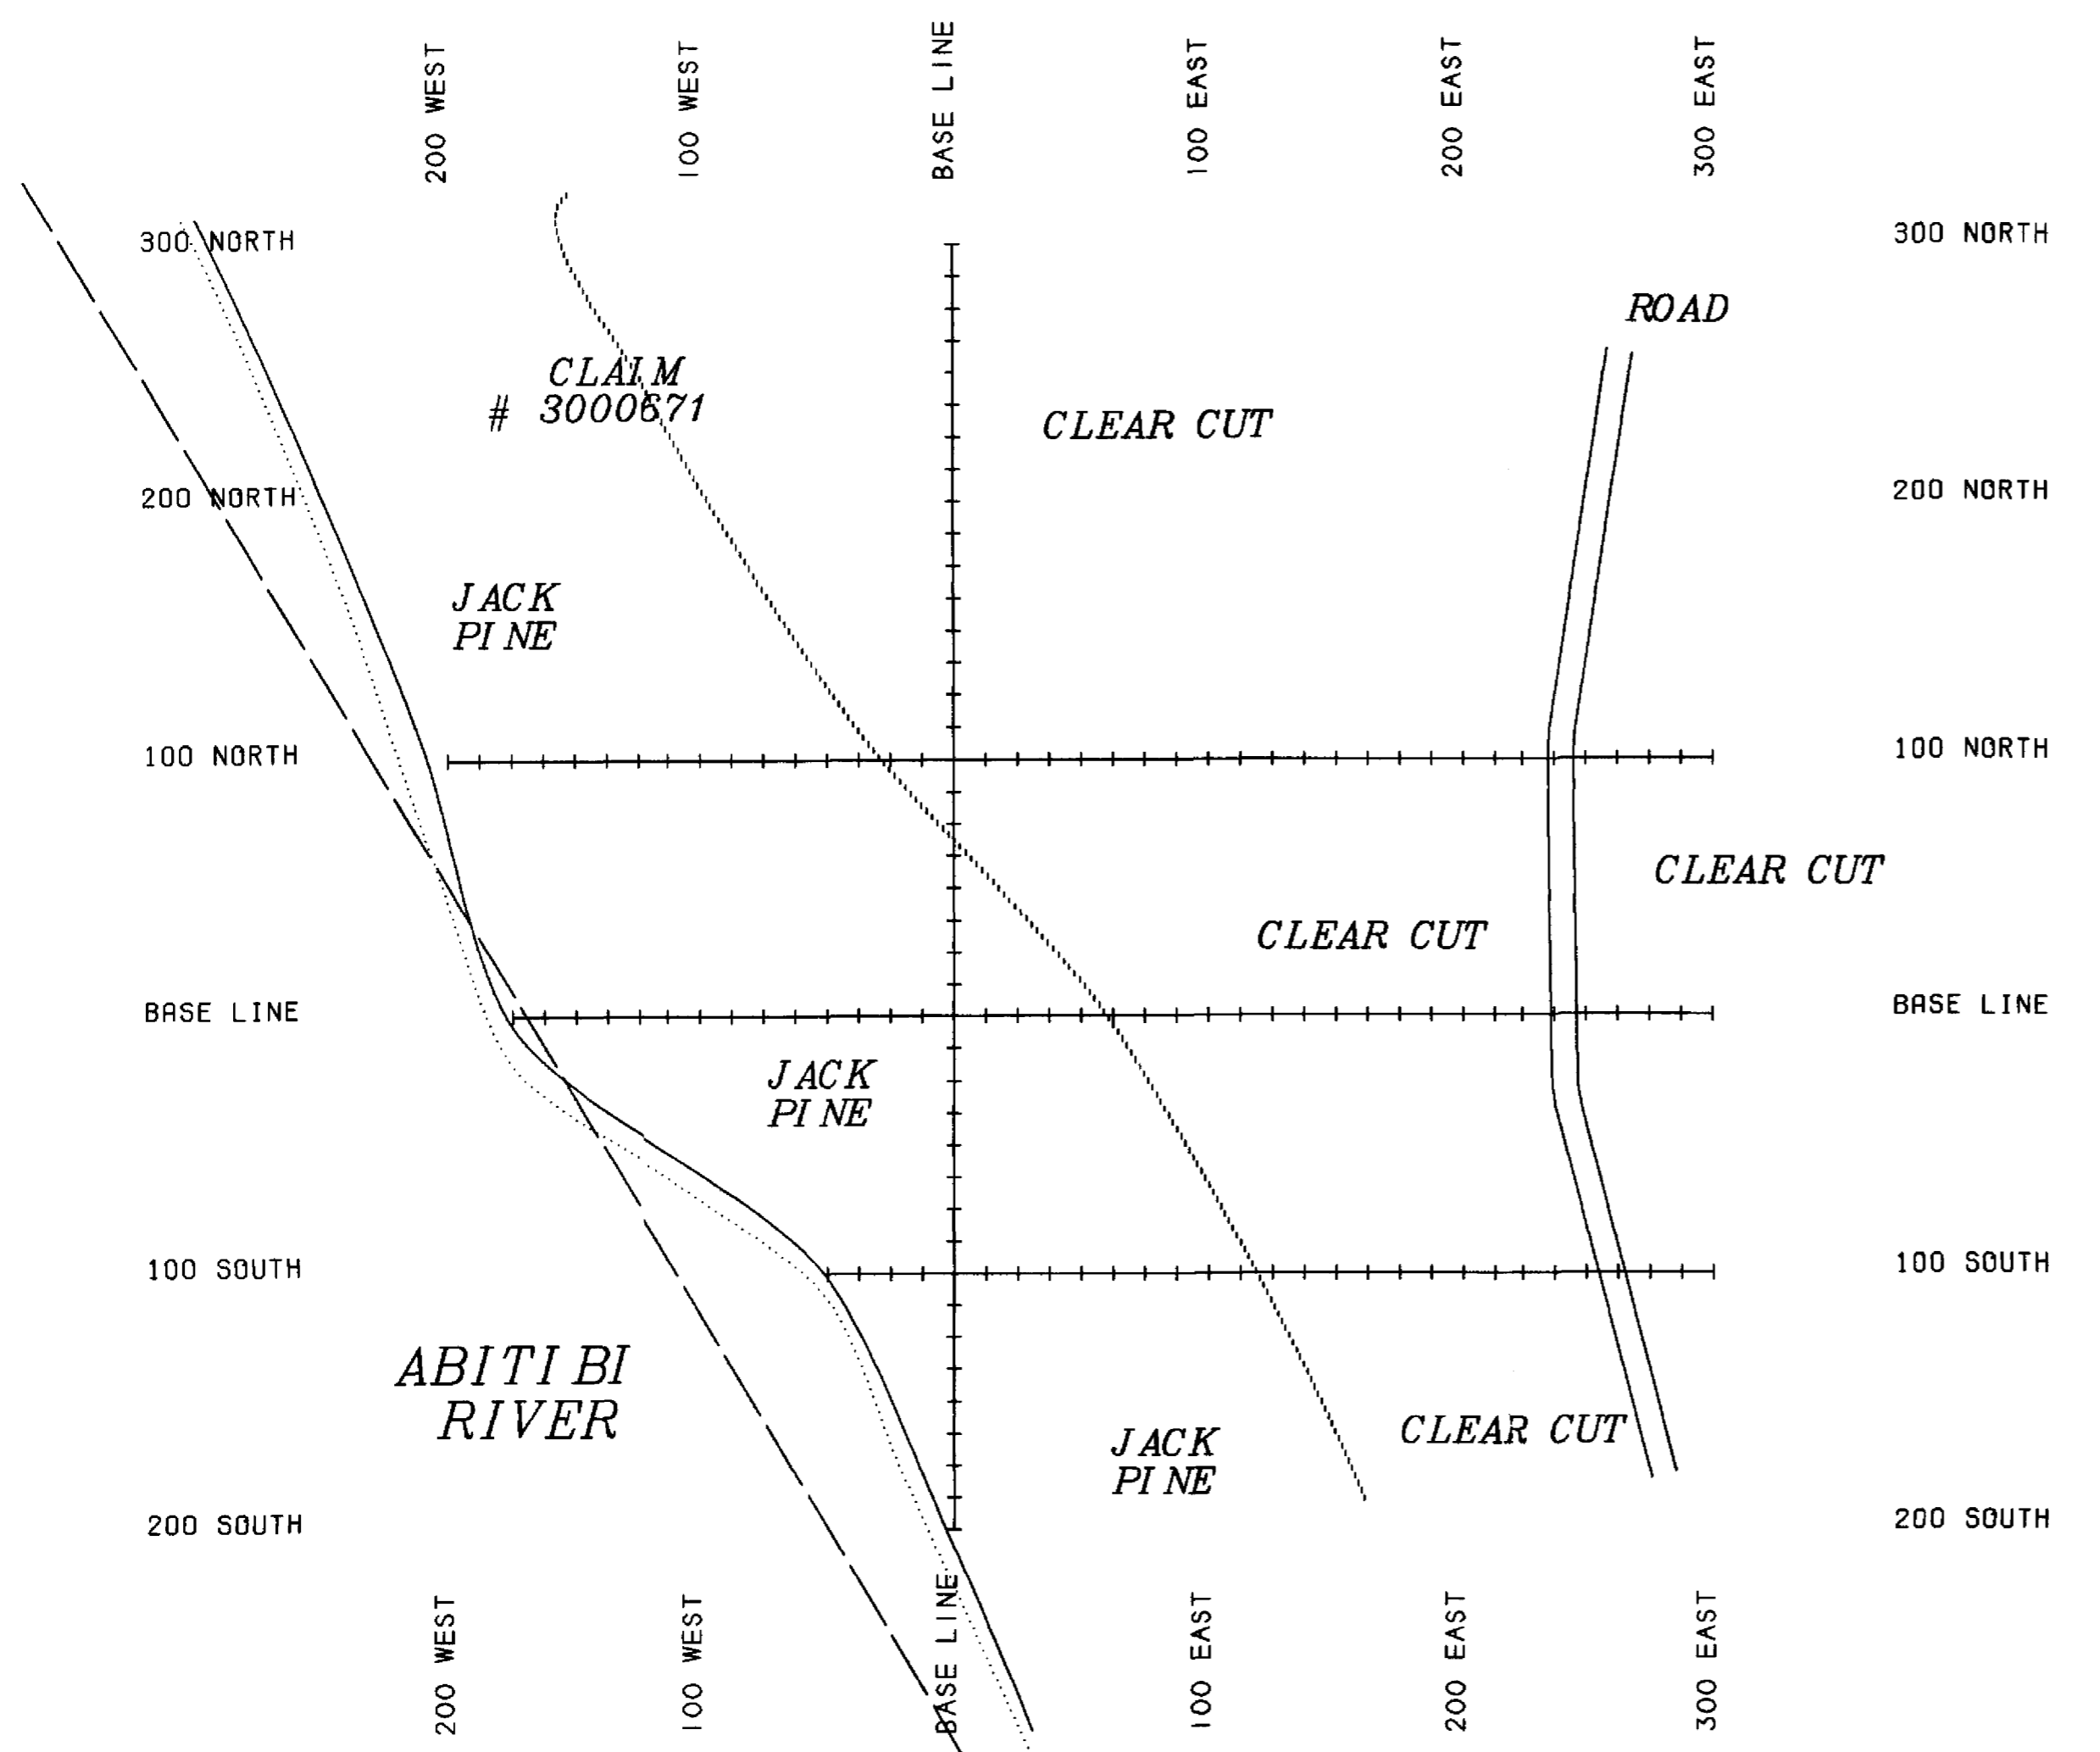 200 WEST
100 WEST
BASE LINE
100 EAST
200 EAST
300 EAST
300 NORTH
300 NORTH
ROAD
CLAIM
# 3000671
CLEAR CUT
200 NORTH
200 NORTH
JACK
PINE
100 NORTH
100 NORTH
CLEAR CUT
CLEAR CUT
BASE LINE
BASE LINE
JACK
PINE
100 SOUTH
100 SOUTH
ABITIBI
RIVER
JACK
PINE
CLEAR CUT
200 SOUTH
200 SOUTH
200 WEST
100 WEST
BASE LINE
100 EAST
200 EAST
300 EAST